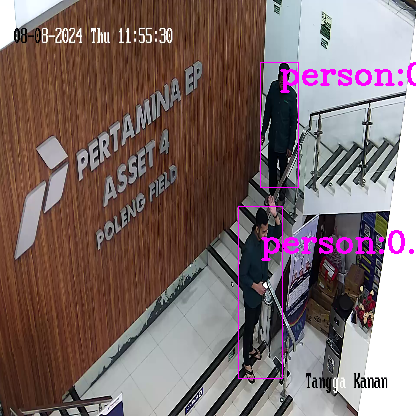 08-08-2024 Thu 11:55:30
person:0
PERTAMINA EP
ASSET 4
POLENG FIELD
person:0.
Tangga Kanan